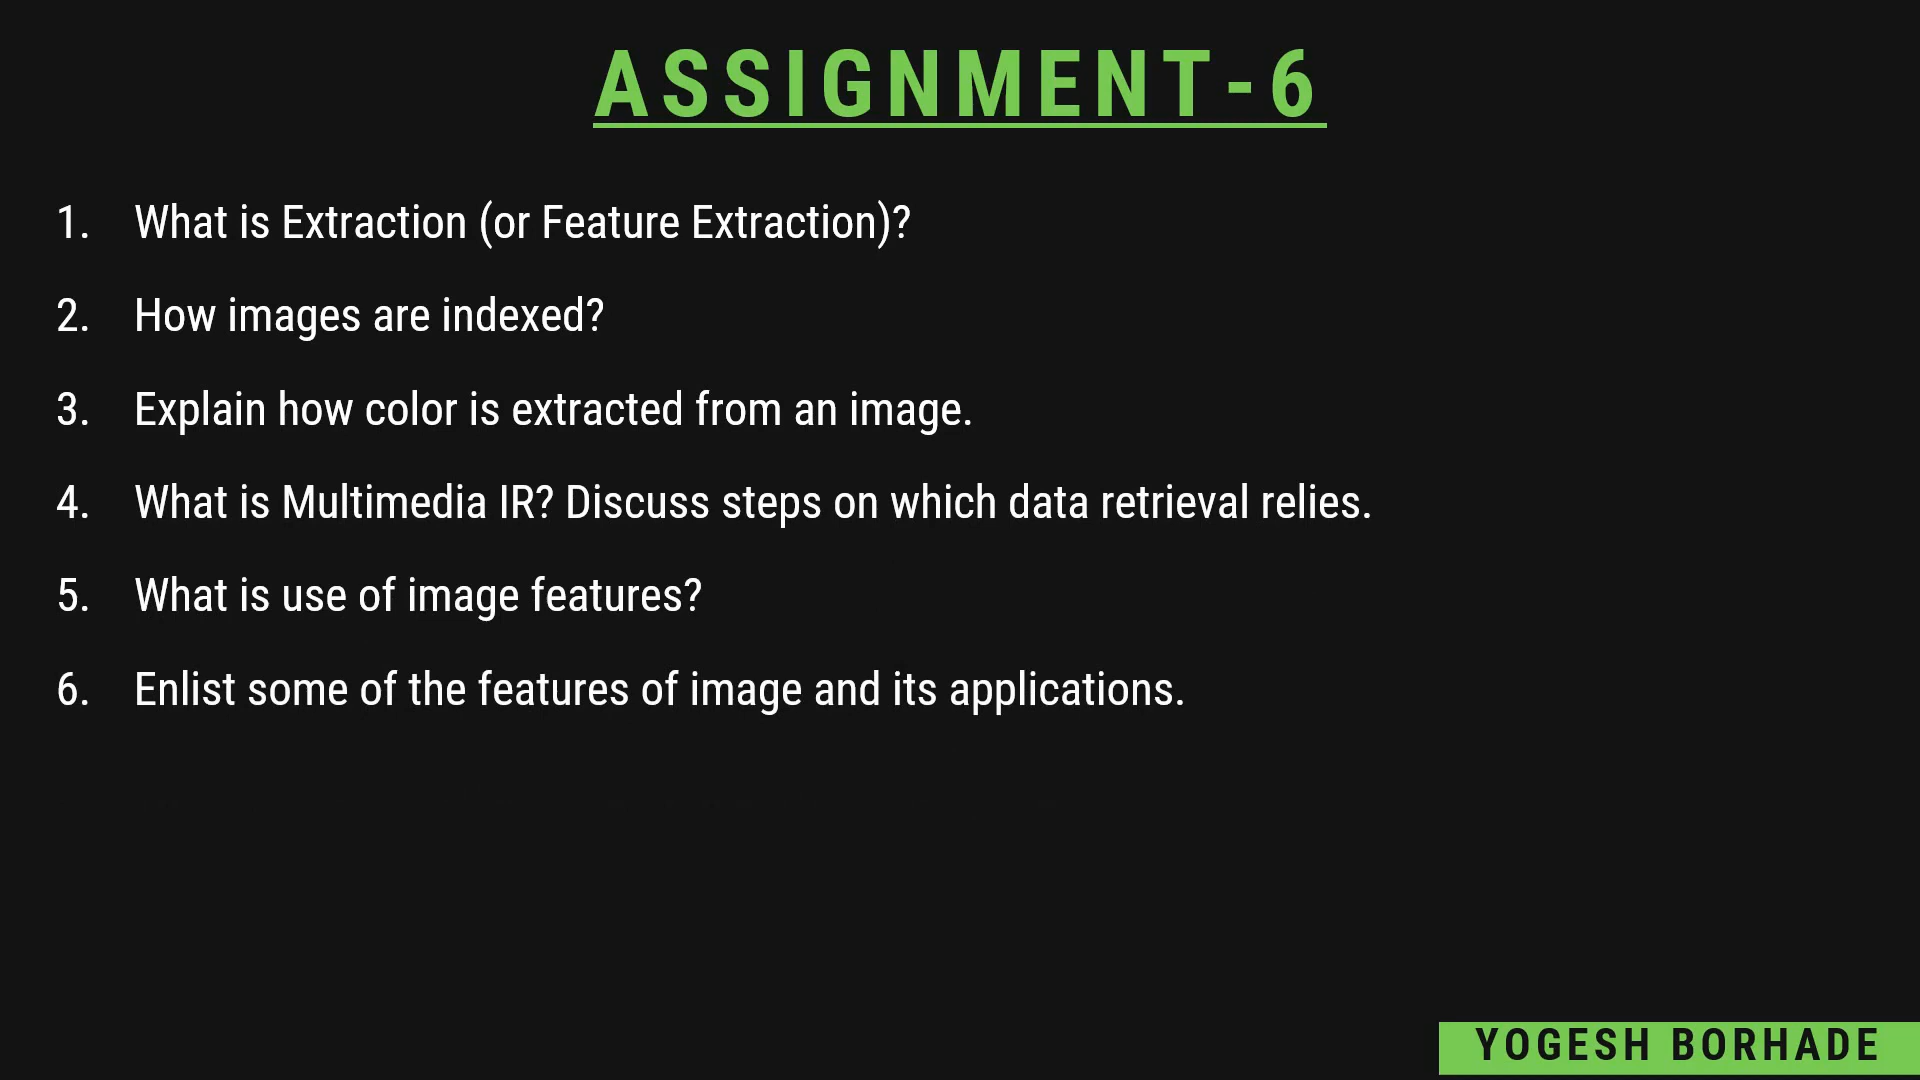 ASSIGNMENT-6
1. What is Extraction (or Feature Extraction)?
2. How images are indexed?
3. Explain how color is extracted from an image.
4. What is Multimedia IR? Discuss steps on which data retrieval relies.
5. What is use of image features?
6. Enlist some of the features of image and its applications.
YOGESH BORHADE